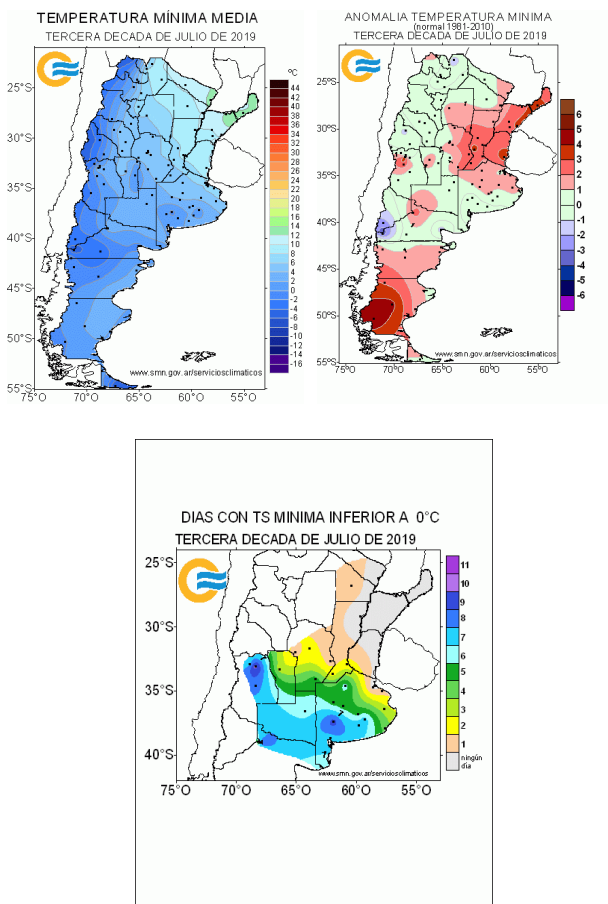 TEMPERATURA MÍNIMA MEDIA
TERCERA DECADA DE JULIO DE 2019
25°S
30°S
35°S
40°S
45°S
50°S
55°S
75°O
70°O
65°O
60°O
55°O
°C
44
42
40
38
36
34
32
30
28
26
24
22
20
18
16
14
12
10
8
6
4
2
0
-2
-4
-6
-8
-10
-12
-14
-16
www.smn.gov.ar/serviciosclimaticos
ANOMALIA TEMPERATURA MINIMA
(normal 1981-2010)
TERCERA DECADA DE JULIO DE 2019
25°S
30°S
35°S
40°S
45°S
50°S
55°S
75°O
70°O
65°O
60°O
55°O
6
5
4
3
2
1
0
-1
-2
-3
-4
-5
-6
www.smn.gov.ar/serviciosclimaticos
DIAS CON TS MINIMA INFERIOR A 0°C
TERCERA DECADA DE JULIO DE 2019
25°S
30°S
35°S
40°S
75°O
70°O
65°O
60°O
55°O
11
10
9
8
7
6
5
4
3
2
1
ningún
día
www.smn.gov.ar/serviciosclimaticos